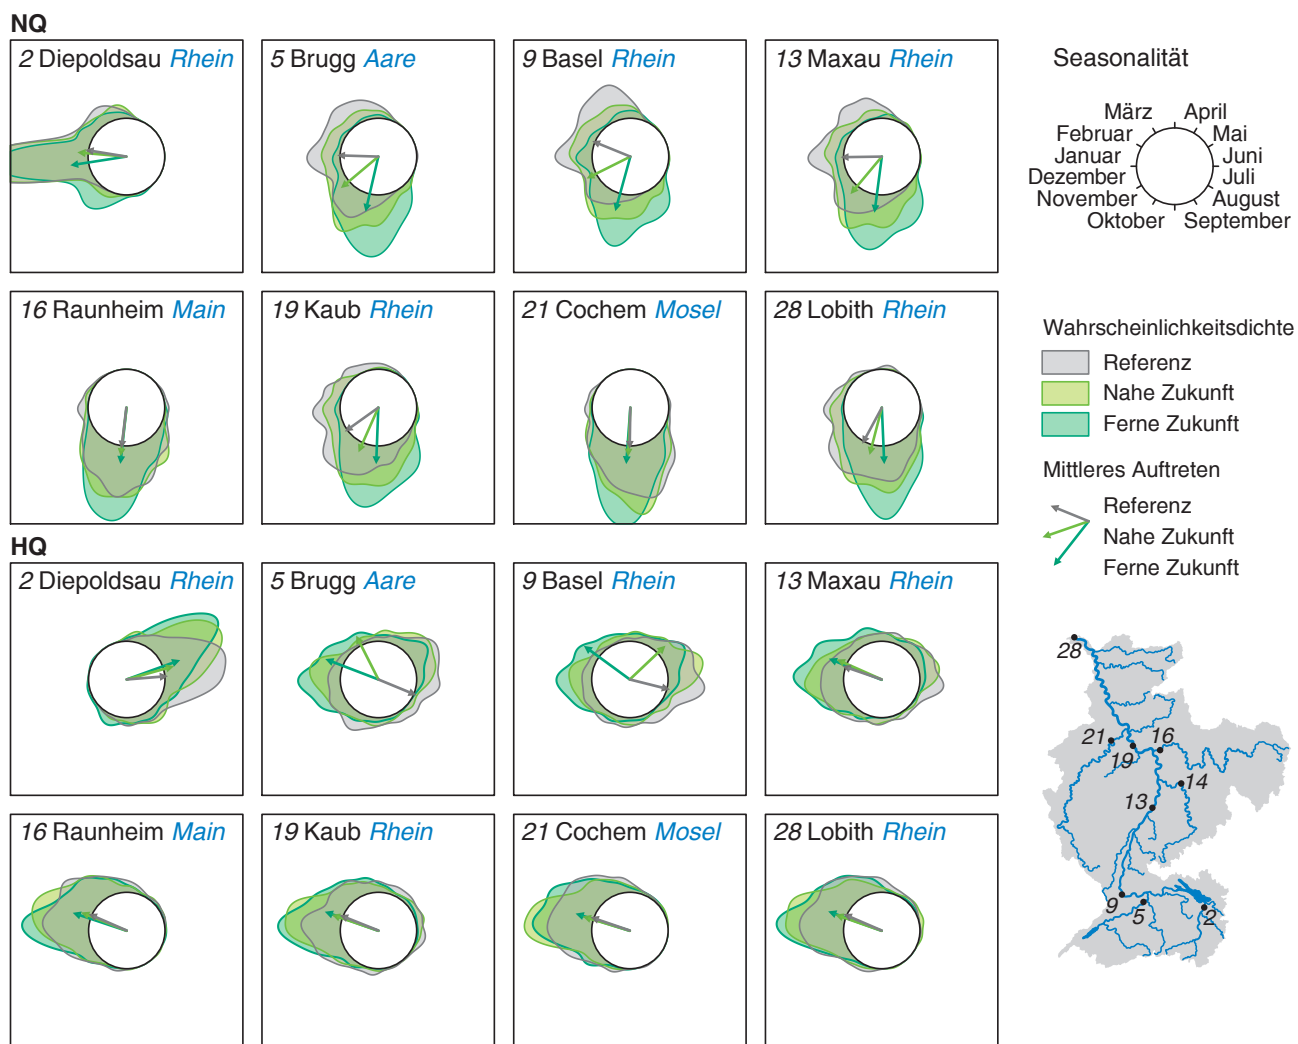 NQ
2 Diepoldsau Rhein
5 Brugg Aare
9 Basel Rhein
13 Maxau Rhein
16 Raunheim Main
19 Kaub Rhein
21 Cochem Mosel
28 Lobith Rhein
HQ
2 Diepoldsau Rhein
5 Brugg Aare
9 Basel Rhein
13 Maxau Rhein
16 Raunheim Main
19 Kaub Rhein
21 Cochem Mosel
28 Lobith Rhein
Seasonalität
März April
Februar Mai
Januar Juni
Dezember Juli
November August
Oktober September
Wahrscheinlichkeitsdichte
Referenz
Nahe Zukunft
Ferne Zukunft
Mittleres Auftreten
Referenz
Nahe Zukunft
Ferne Zukunft
28
21
16
19
14
13
9
5
2